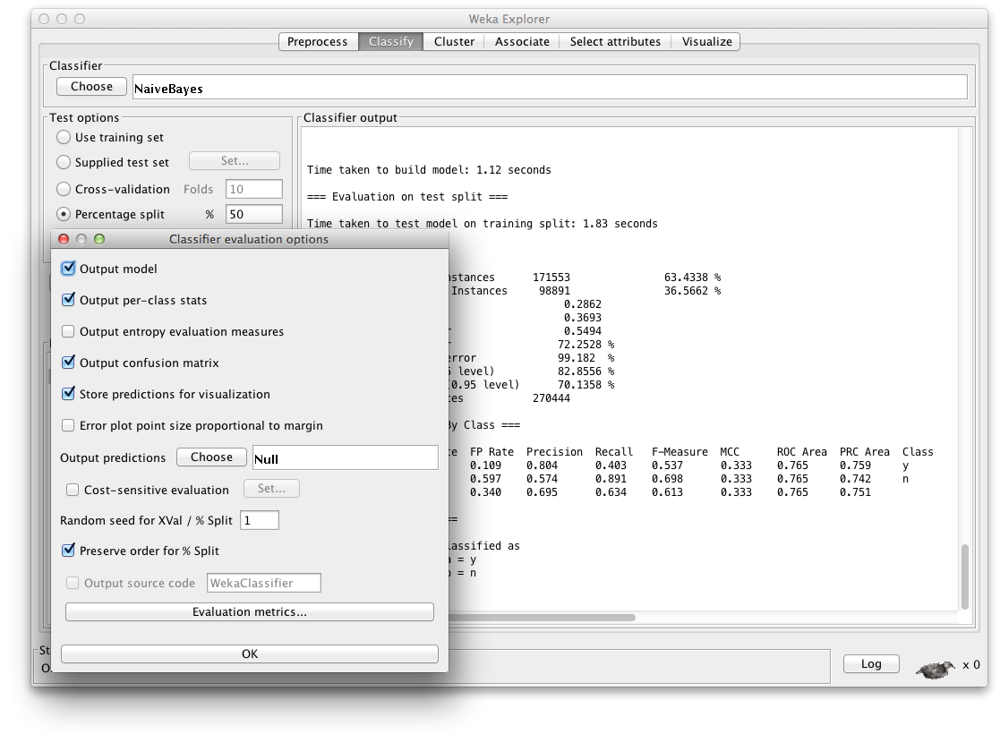 Weka Explorer
Preprocess Classify Cluster Associate Select attributes Visualize
Classifier
Choose NaiveBayes
Test options
Use training set
Supplied test set Set...
Cross-validation Folds 10
Percentage split % 50
Classifier output
Time taken to build model: 1.12 seconds
=== Evaluation on test split ===
Time taken to test model on training split: 1.83 seconds
nstances 171553 63.4338 %
Instances 98891 36.5662 %
0.2862
0.3693
0.5494
72.2528 %
error 99.182 %
level) 82.8556 %
(0.95 level) 70.1358 %
ces 270444
By Class ===
te FP Rate Precision Recall F-Measure MCC ROC Area PRC Area Class
0.109 0.804 0.403 0.537 0.333 0.765 0.759 y
0.597 0.574 0.891 0.698 0.333 0.765 0.742 n
0.340 0.695 0.634 0.613 0.333 0.765 0.751
==
lassified as
= y
= n
Classifier evaluation options
Output model
Output per-class stats
Output entropy evaluation measures
Output confusion matrix
Store predictions for visualization
Error plot point size proportional to margin
Output predictions Choose Null
Cost-sensitive evaluation Set...
Random seed for XVal / % Split 1
Preserve order for % Split
Output source code WekaClassifier
Evaluation metrics...
OK
St
O
Log x 0